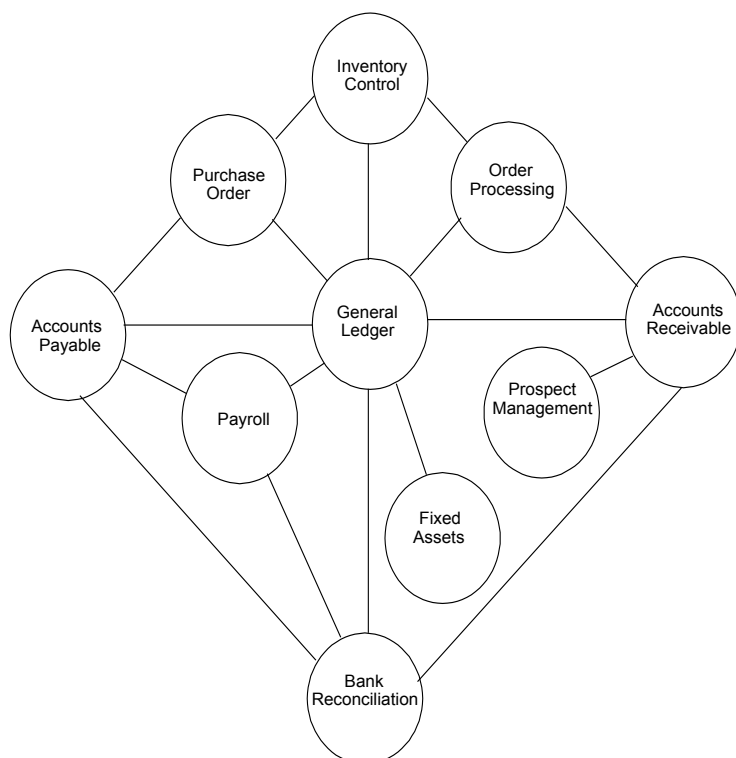 Inventory
Control
Purchase
Order
Order
Processing
General
Ledger
Accounts
Payable
Accounts
Receivable
Prospect
Management
Payroll
Fixed
Assets
Bank
Reconciliation